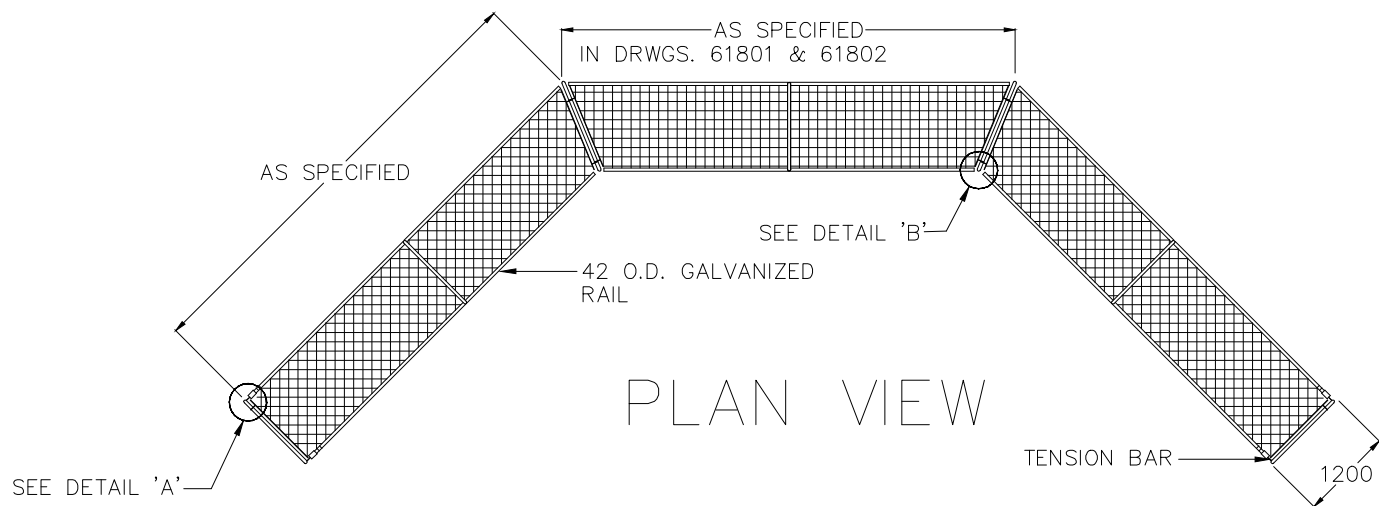 AS SPECIFIED
IN DRWGS. 61801 & 61802
AS SPECIFIED
SEE DETAIL 'B'
42 O.D. GALVANIZED
RAIL
PLAN VIEW
TENSION BAR
1200
SEE DETAIL 'A'